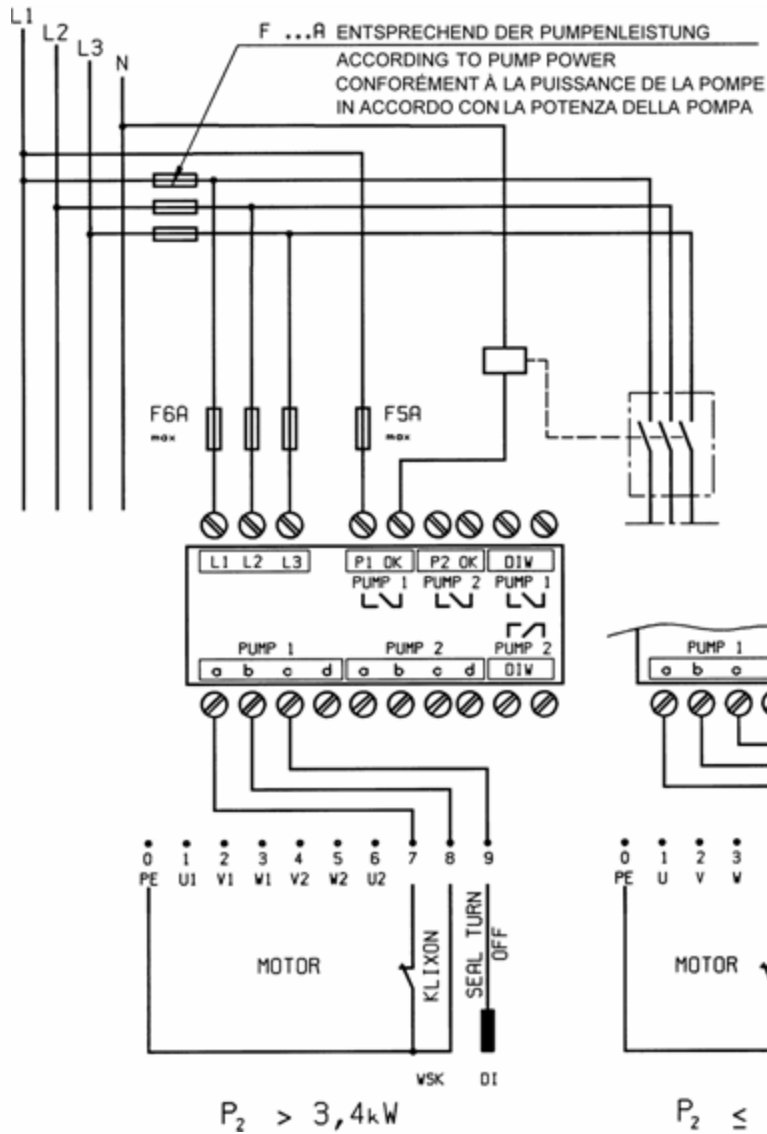 L1
L2
L3
N
F ...A ENTSPRECHEND DER PUMPENLEISTUNG
ACCORDING TO PUMP POWER
CONFORÉMENT À LA PUISSANCE DE LA POMPE
IN ACCORDO CON LA POTENZA DELLA POMPA
F6A
max
F5A
max
L1 L2 L3
P1 OK
P2 OK
DIW
PUMP 1
PUMP 2
PUMP 1
PUMP 1
PUMP 2
PUMP 2
a b c d
a b c d
DIW
PUMP 1
a b c
0 1 2 3 4 5 6 7 8 9
PE U1 V1 W1 V2 W2 U2
0 1 2 3
PE U V W
MOTOR
KLIXON
SEAL TURN
OFF
MOTOR
WSK
DI
P2 > 3,4kW
P2 ≤